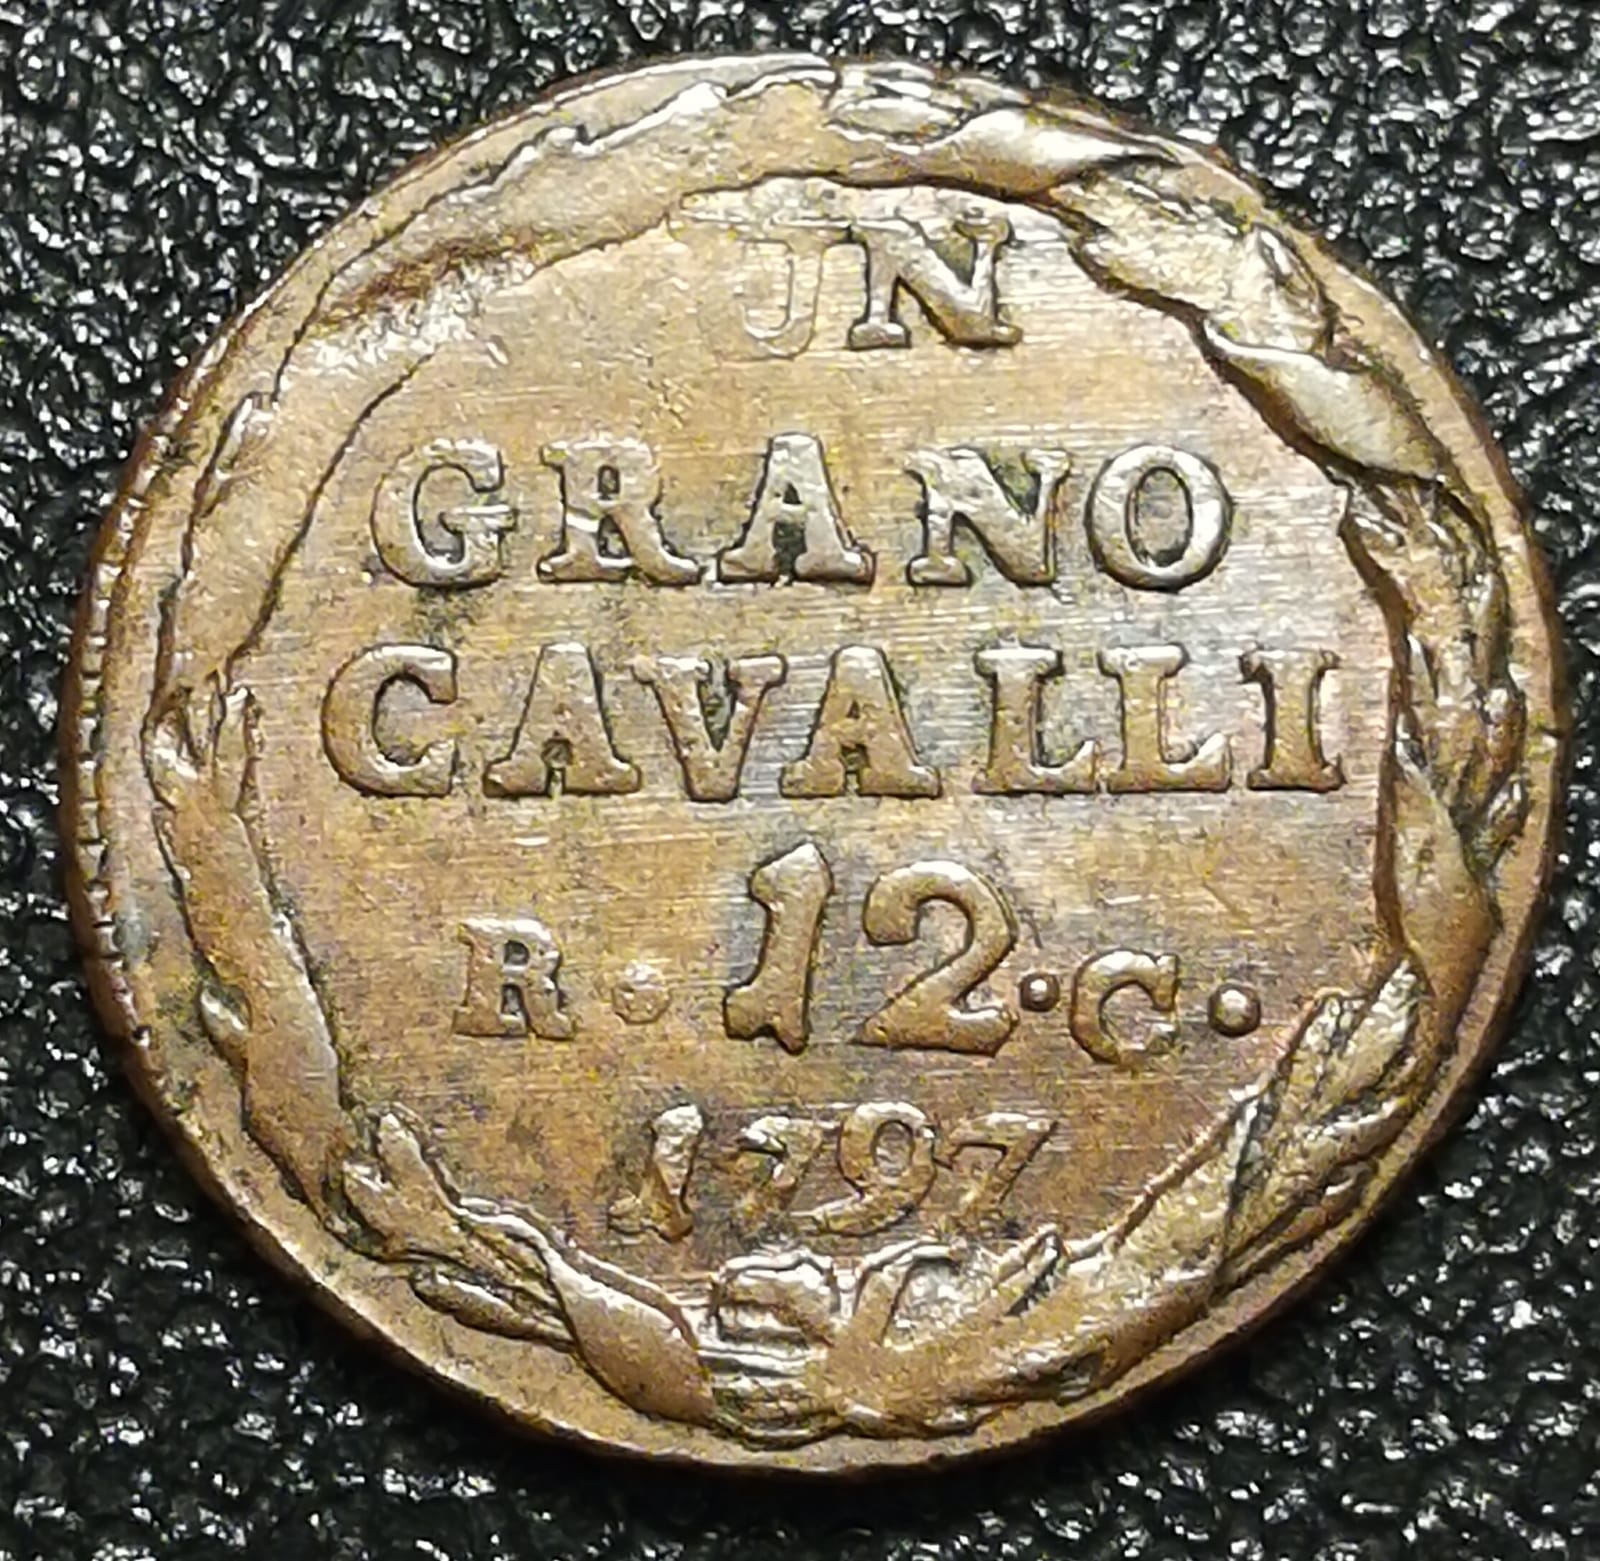 UN
GRANO
CAVALLI
R. 12. C.
1797